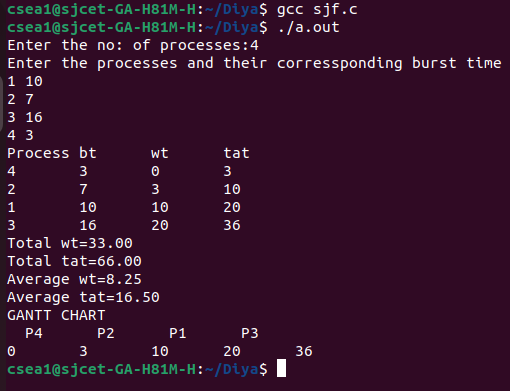 csea1@sjcet-GA-H81M-H:~/Diya$ gcc sjf.c
csea1@sjcet-GA-H81M-H:~/Diya$ ./a.out
Enter the no: of processes:4
Enter the processes and their corressponding burst time
1 10
2 7
3 16
4 3
Process bt wt tat
4 3 0 3
2 7 3 10
1 10 10 20
3 16 20 36
Total wt=33.00
Total tat=66.00
Average wt=8.25
Average tat=16.50
GANTT CHART
P4 P2 P1 P3
0 3 10 20 36
csea1@sjcet-GA-H81M-H:~/Diya$